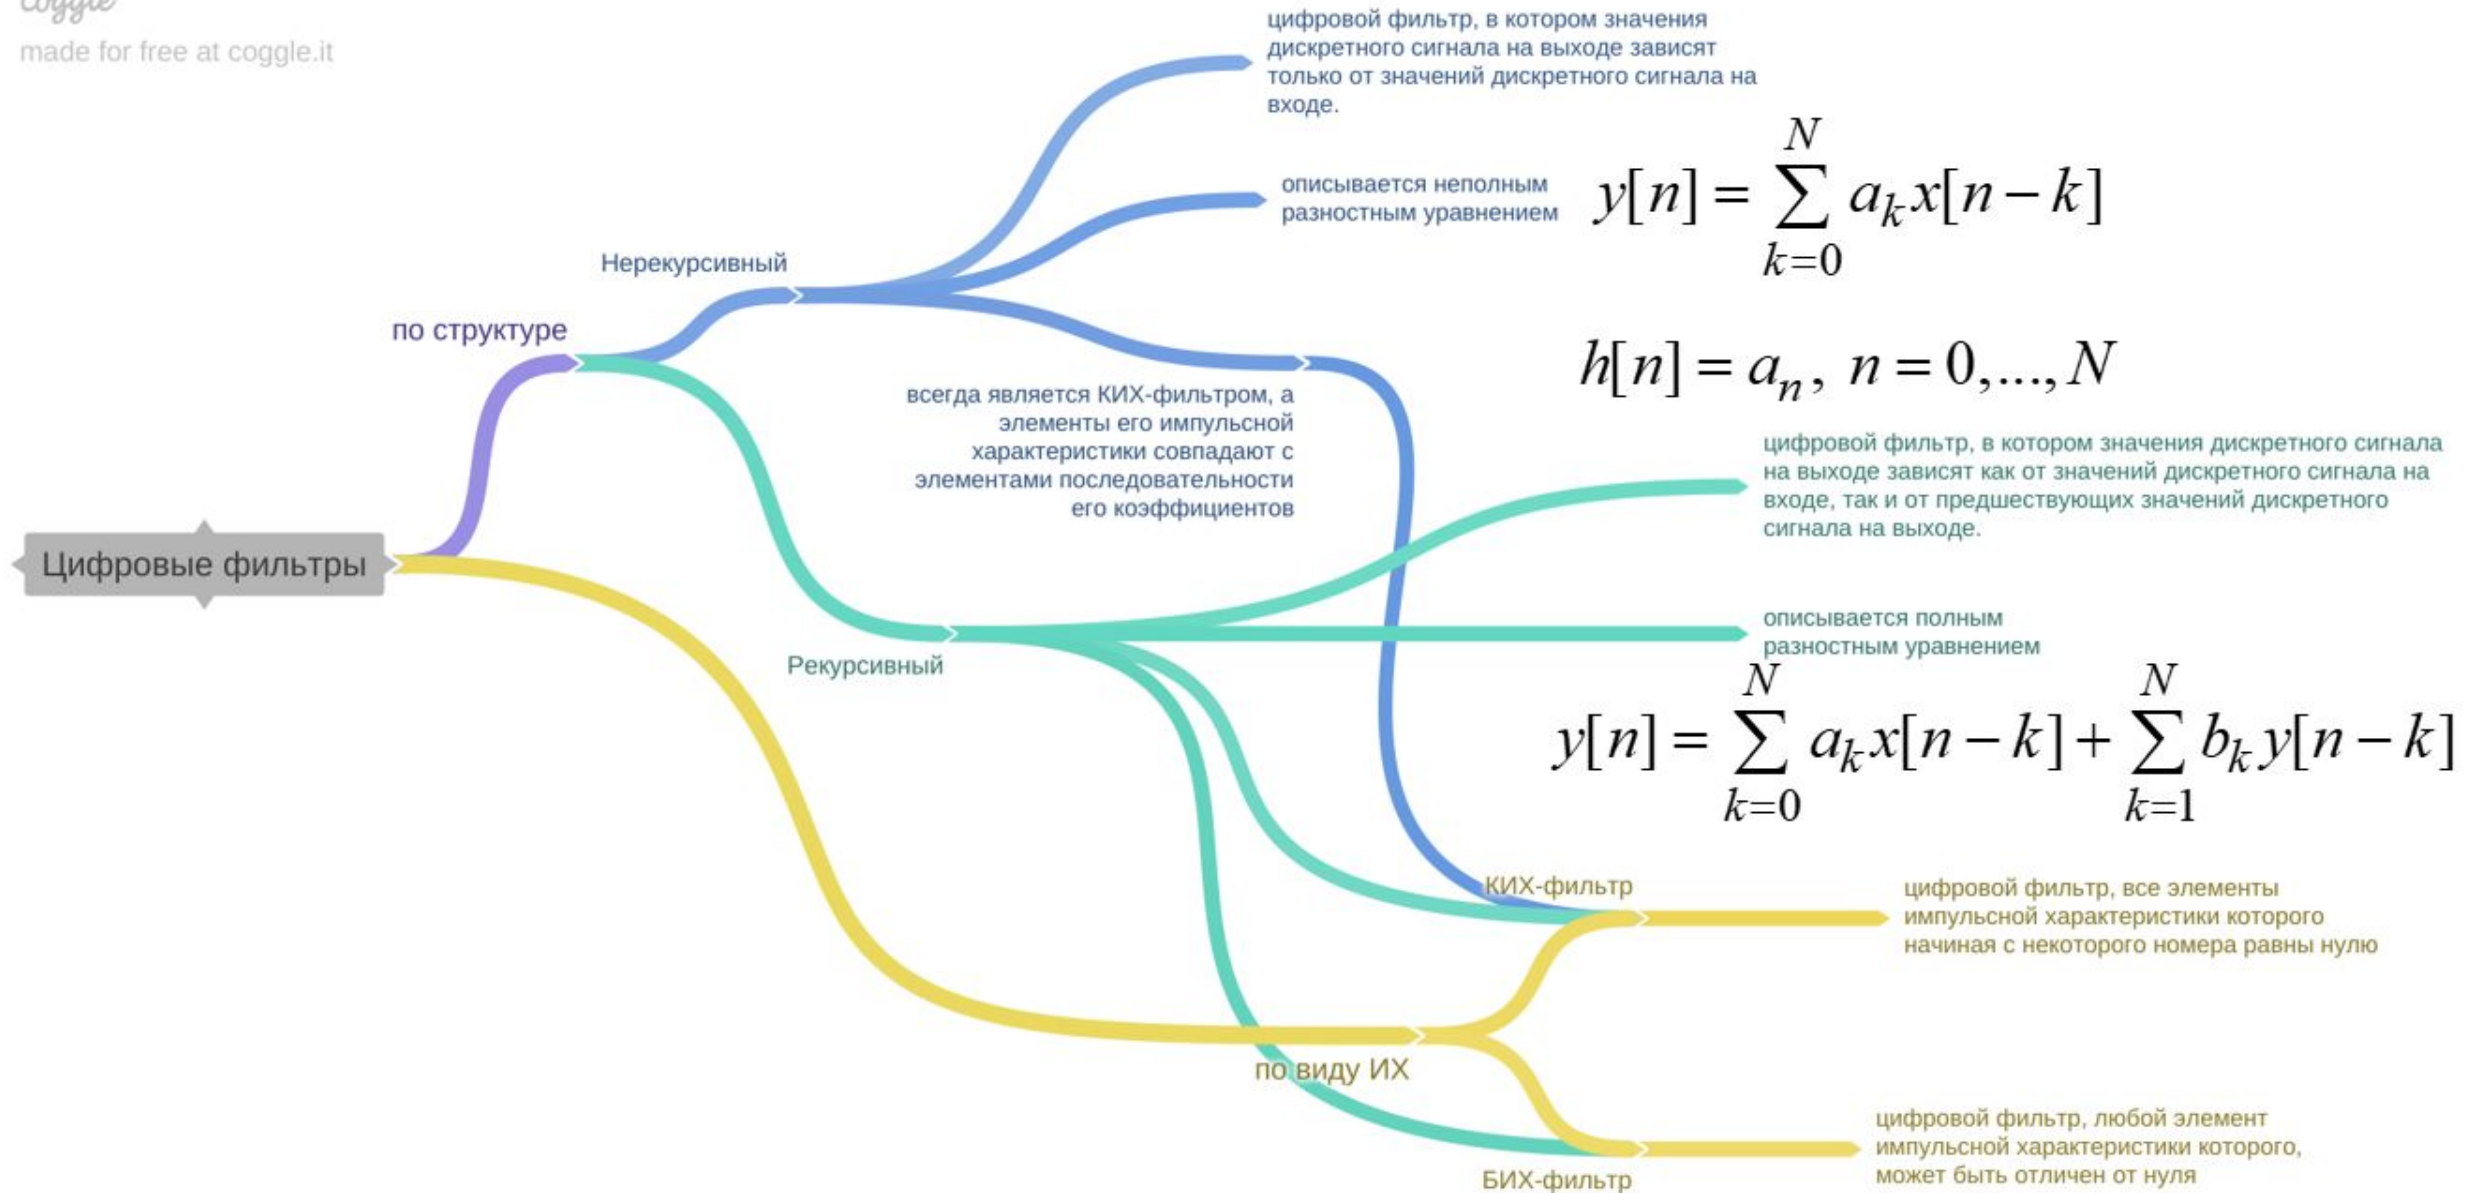 coggle
made for free at coggle.it
цифровой фильтр, в котором значения
дискретного сигнала на выходе зависят
только от значений дискретного сигнала на
входе.
описывается неполным
разностным уравнением
y[n] = \sum_{k=0}^{N} a_k x[n − k]
Нерекурсивный
по структуре
h[n] = a_n, n = 0,..., N
всегда является КИХ-фильтром, а
элементы его импульсной
характеристики совпадают с
элементами последовательности
его коэффициентов
цифровой фильтр, в котором значения дискретного сигнала
на выходе зависят как от значений дискретного сигнала на
входе, так и от предшествующих значений дискретного
сигнала на выходе.
Цифровые фильтры
описывается полным
разностным уравнением
Рекурсивный
y[n] = \sum_{k=0}^{N} a_k x[n − k] + \sum_{k=1}^{N} b_k y[n − k]
КИХ-фильтр
цифровой фильтр, все элементы
импульсной характеристики которого
начиная с некоторого номера равны нулю
по виду ИХ
цифровой фильтр, любой элемент
импульсной характеристики которого,
может быть отличен от нуля
БИХ-фильтр